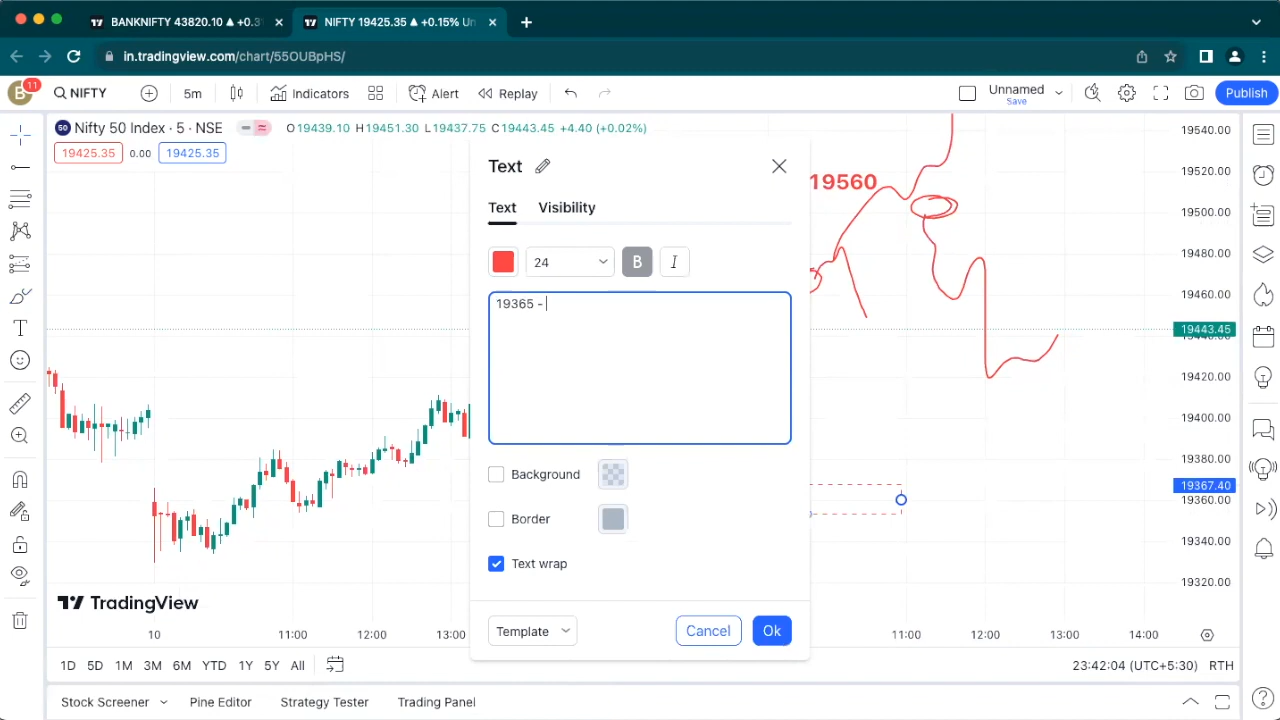 BANKNIFTY 43820.10 ▲ +0.3
NIFTY 19425.35 ▲ +0.15% Un
in.tradingview.com/chart/55OUBpHS/
B
11
NIFTY
5m
Indicators
Alert
Replay
Unnamed
Save
Publish
50 Nifty 50 Index · 5 · NSE
O19439.10 H19451.30 L19437.75 C19443.45 +4.40 (+0.02%)
19425.35 0.00 19425.35
Text
Text Visibility
24
B
I
19365 -
Background
Border
Text wrap
Template
Cancel
Ok
19560
19540.00
19520.00
19500.00
19480.00
19460.00
19443.45
19420.00
19400.00
19380.00
19367.40
19360.00
19340.00
19320.00
TradingView
10 11:00 12:00 13:00 11:00 12:00 13:00 14:00
1D 5D 1M 3M 6M YTD 1Y 5Y All
23:42:04 (UTC+5:30) RTH
Stock Screener Pine Editor Strategy Tester Trading Panel